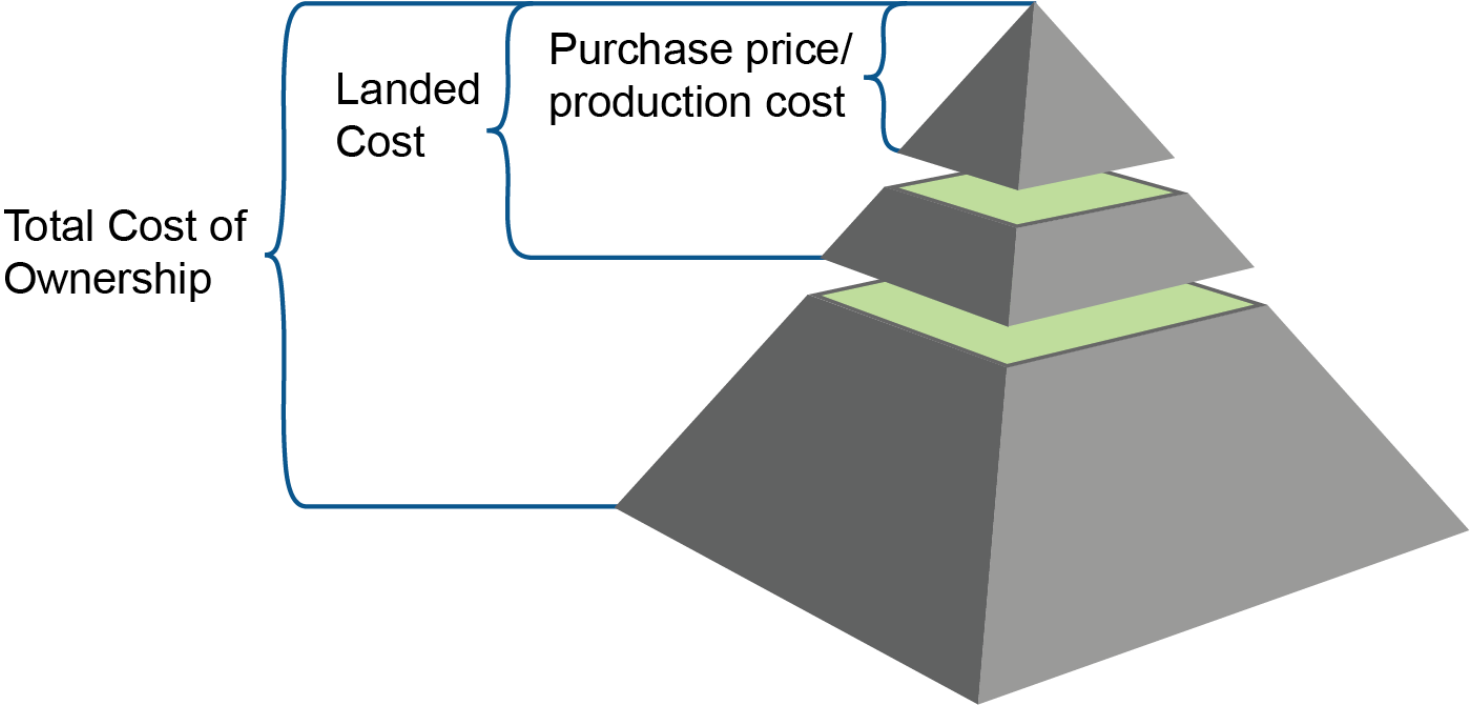 Purchase price/
production cost
Landed
Cost
Total Cost of
Ownership